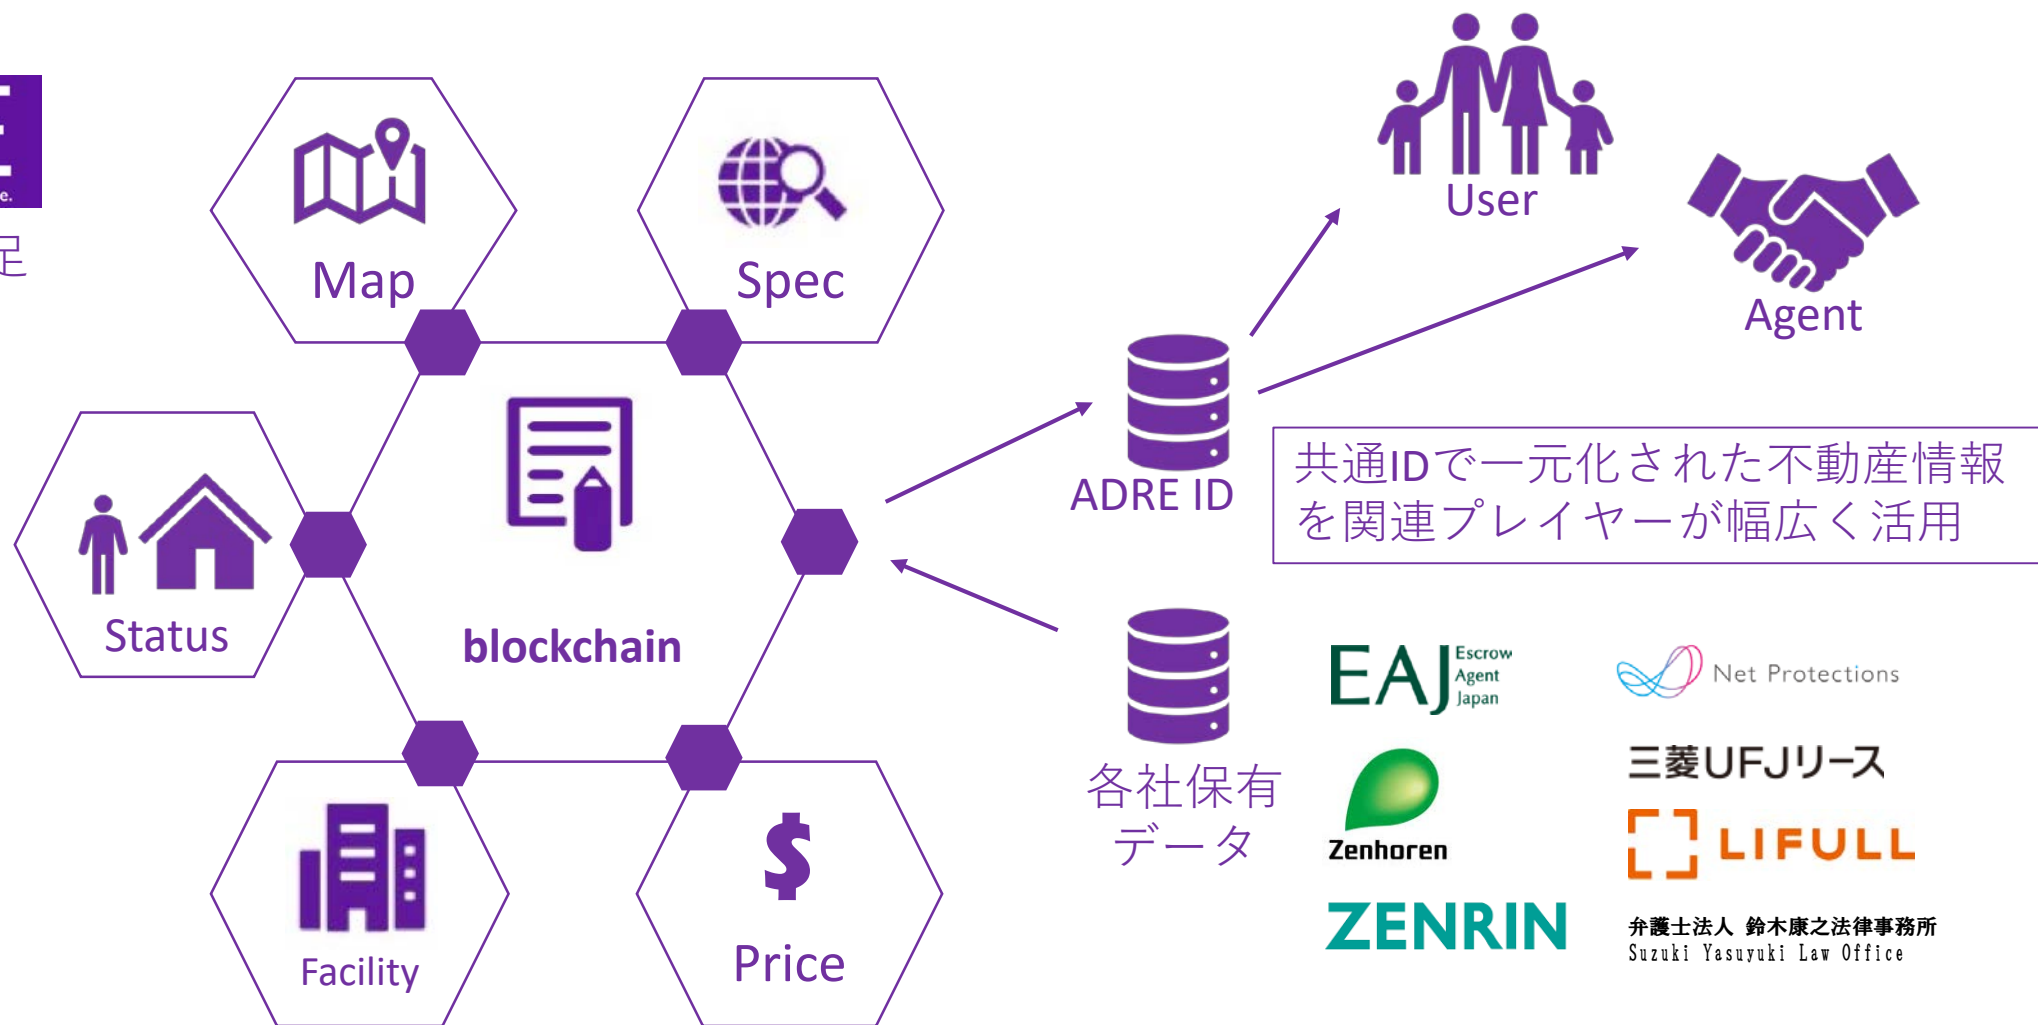 e.
足
Map
Spec
User
Agent
Status
blockchain
ADRE ID
共通IDで一元化された不動産情報
を関連プレイヤーが幅広く活用
各社保有
データ
Facility
$
Price
EAJ
Escrow
Agent
Japan
Net Protections
Zenhoren
三菱UFJリース
LIFULL
ZENRIN
弁護士法人 鈴木康之法律事務所
Suzuki Yasuyuki Law Office